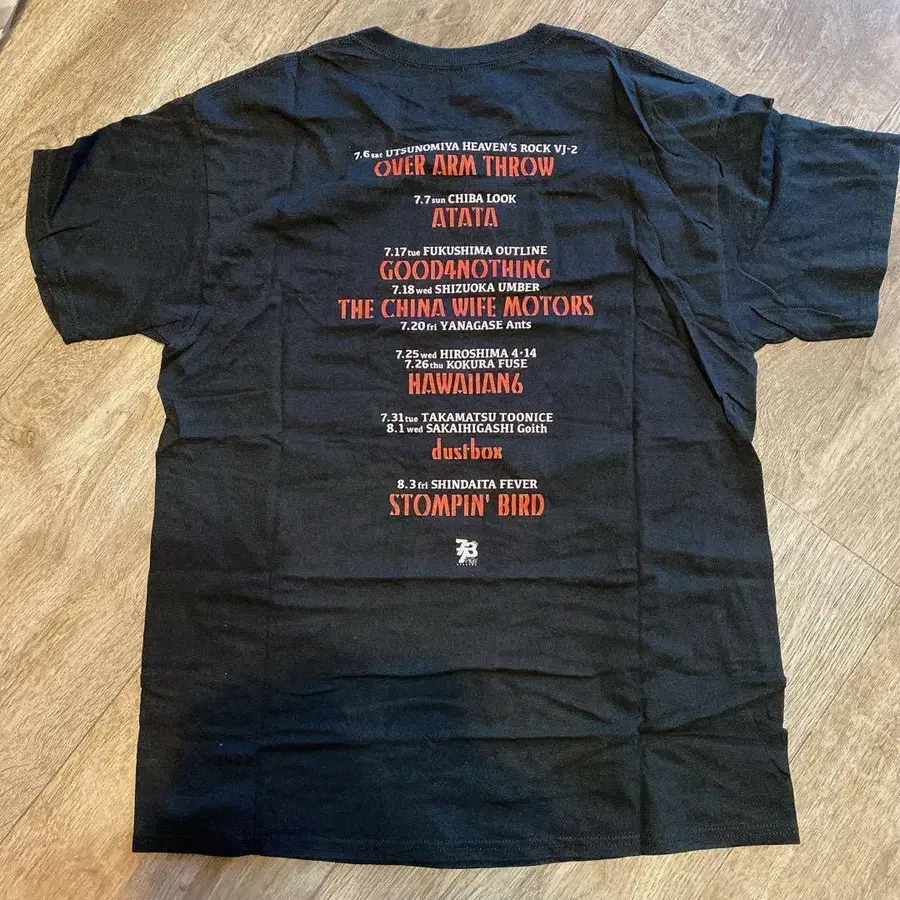 7.6 sat UTSUNOMIYA HEAVEN'S ROCK VJ-2
OVER ARM THROW
7.7 sun CHIBA LOOK
ATATA
7.17 tue FUKUSHIMA OUTLINE
GOOD4NOTHING
7.18 wed SHIZUOKA UMBER
THE CHINA WIFE MOTORS
7.20 fri YANAGASE Ants
7.25 wed HIROSHIMA 4·14
7.26 thu KOKURA FUSE
HAWAIIAN6
7.31 tue TAKAMATSU TOONICE
8.1 wed SAKAIHIGASHI Goith
dustbox
8.3 fri SHINDAITA FEVER
STOMPIN' BIRD